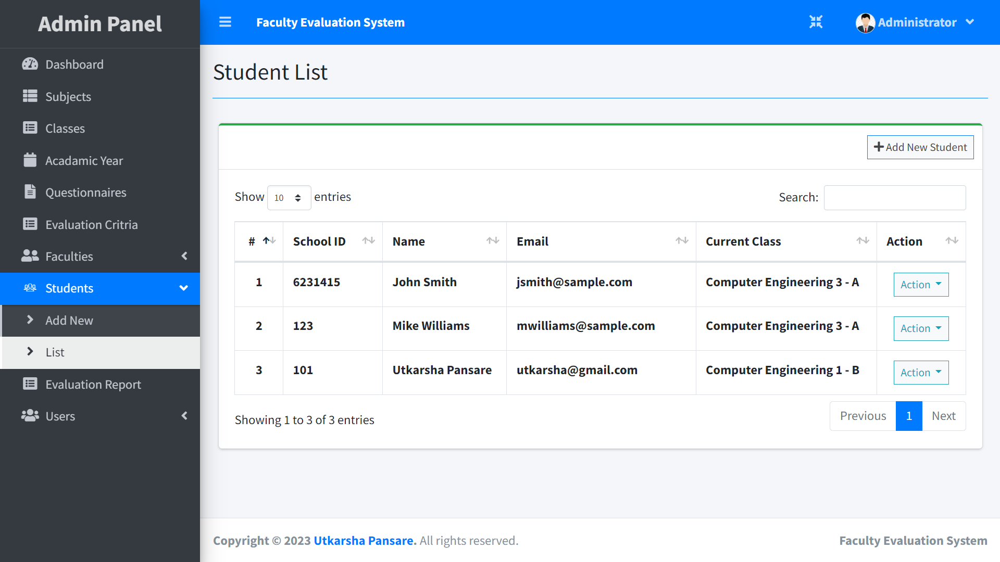 Admin Panel
Faculty Evaluation System
Administrator
Dashboard
Subjects
Classes
Acadamic Year
Questionnaires
Evaluation Critria
Faculties
Students
Add New
List
Evaluation Report
Users
Student List
Add New Student
Show 10 entries
Search:
# School ID Name Email Current Class Action
1 6231415 John Smith jsmith@sample.com Computer Engineering 3 - A Action
2 123 Mike Williams mwilliams@sample.com Computer Engineering 3 - A Action
3 101 Utkarsha Pansare utkarsha@gmail.com Computer Engineering 1 - B Action
Showing 1 to 3 of 3 entries
Previous 1 Next
Copyright © 2023 Utkarsha Pansare. All rights reserved.
Faculty Evaluation System